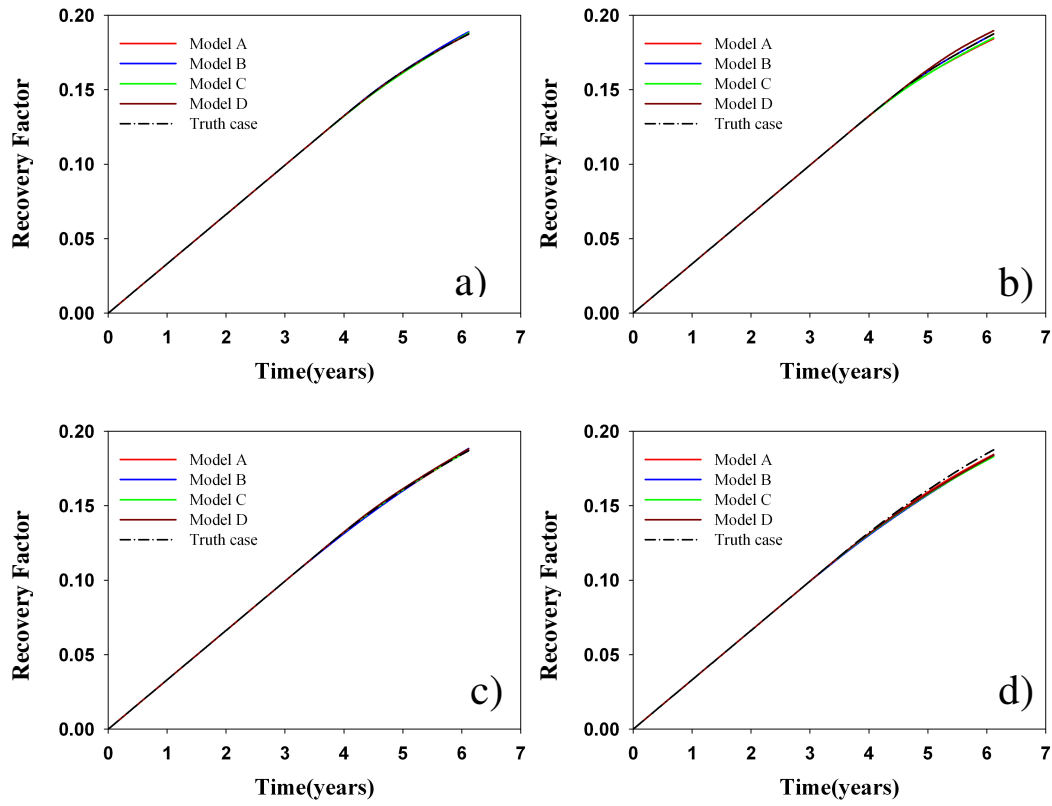 0.20
0.15
0.10
0.05
0.00
Recovery Factor
Model A
Model B
Model C
Model D
Truth case
a)
0 1 2 3 4 5 6 7
Time(years)
0.20
0.15
0.10
0.05
0.00
Recovery Factor
Model A
Model B
Model C
Model D
Truth case
b)
0 1 2 3 4 5 6 7
Time(years)
0.20
0.15
0.10
0.05
0.00
Recovery Factor
Model A
Model B
Model C
Model D
Truth case
c)
0 1 2 3 4 5 6 7
Time(years)
0.20
0.15
0.10
0.05
0.00
Recovery Factor
Model A
Model B
Model C
Model D
Truth case
d)
0 1 2 3 4 5 6 7
Time(years)